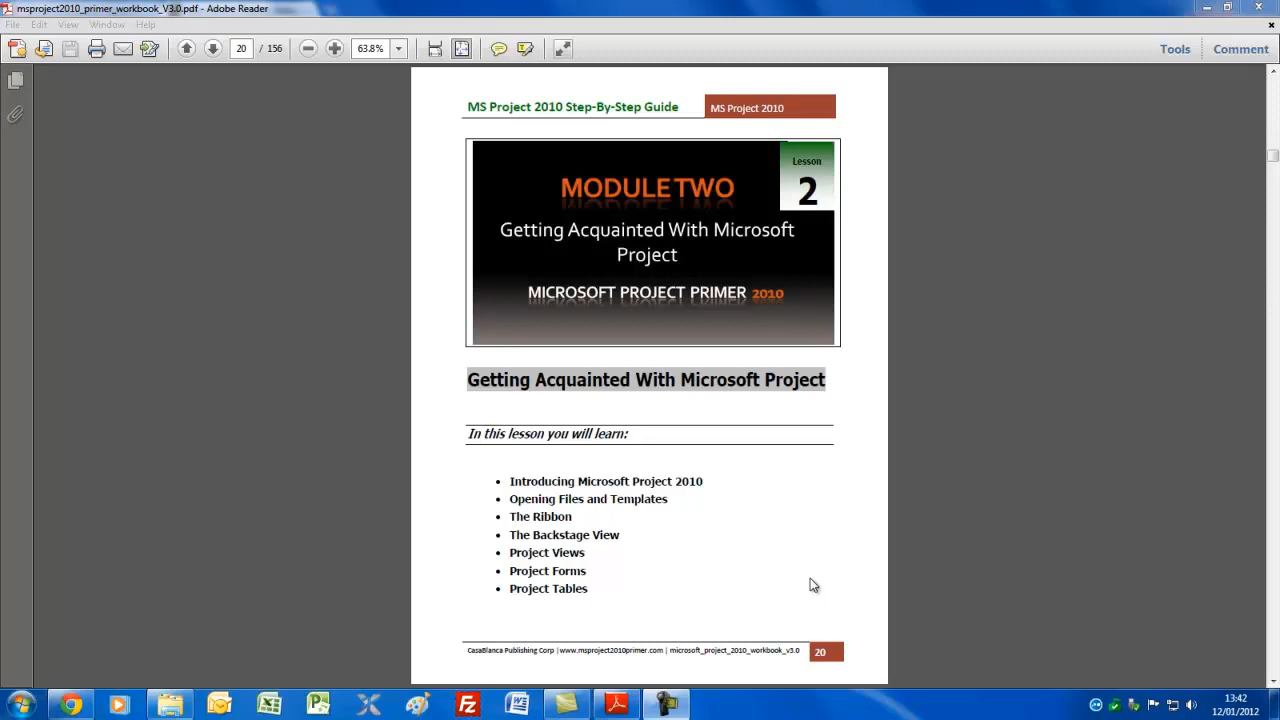 msproject2010_primer_workbook_V3.0.pdf - Adobe Reader
File Edit View Window Help
20 / 156 63.8% Tools Comment
MS Project 2010 Step-By-Step Guide MS Project 2010
Lesson
2
MODULE TWO
Getting Acquainted With Microsoft
Project
MICROSOFT PROJECT PRIMER 2010
Getting Acquainted With Microsoft Project
In this lesson you will learn:
• Introducing Microsoft Project 2010
• Opening Files and Templates
• The Ribbon
• The Backstage View
• Project Views
• Project Forms
• Project Tables
CasaBlanca Publishing Corp |www.msproject2010primer.com | microsoft_project_2010_workbook_v3.0 20
13:42
12/01/2012